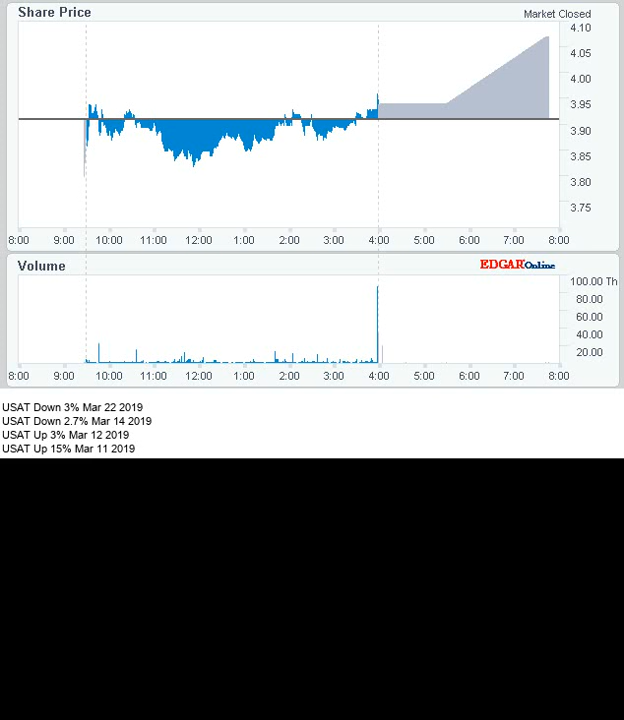 Share Price
Market Closed
4.10
4.05
4.00
3.95
3.90
3.85
3.80
3.75
8:00 9:00 10:00 11:00 12:00 1:00 2:00 3:00 4:00 5:00 6:00 7:00 8:00
Volume
EDGAROnline
100.00 Th
80.00
60.00
40.00
20.00
8:00 9:00 10:00 11:00 12:00 1:00 2:00 3:00 4:00 5:00 6:00 7:00 8:00
USAT Down 3% Mar 22 2019
USAT Down 2.7% Mar 14 2019
USAT Up 3% Mar 12 2019
USAT Up 15% Mar 11 2019